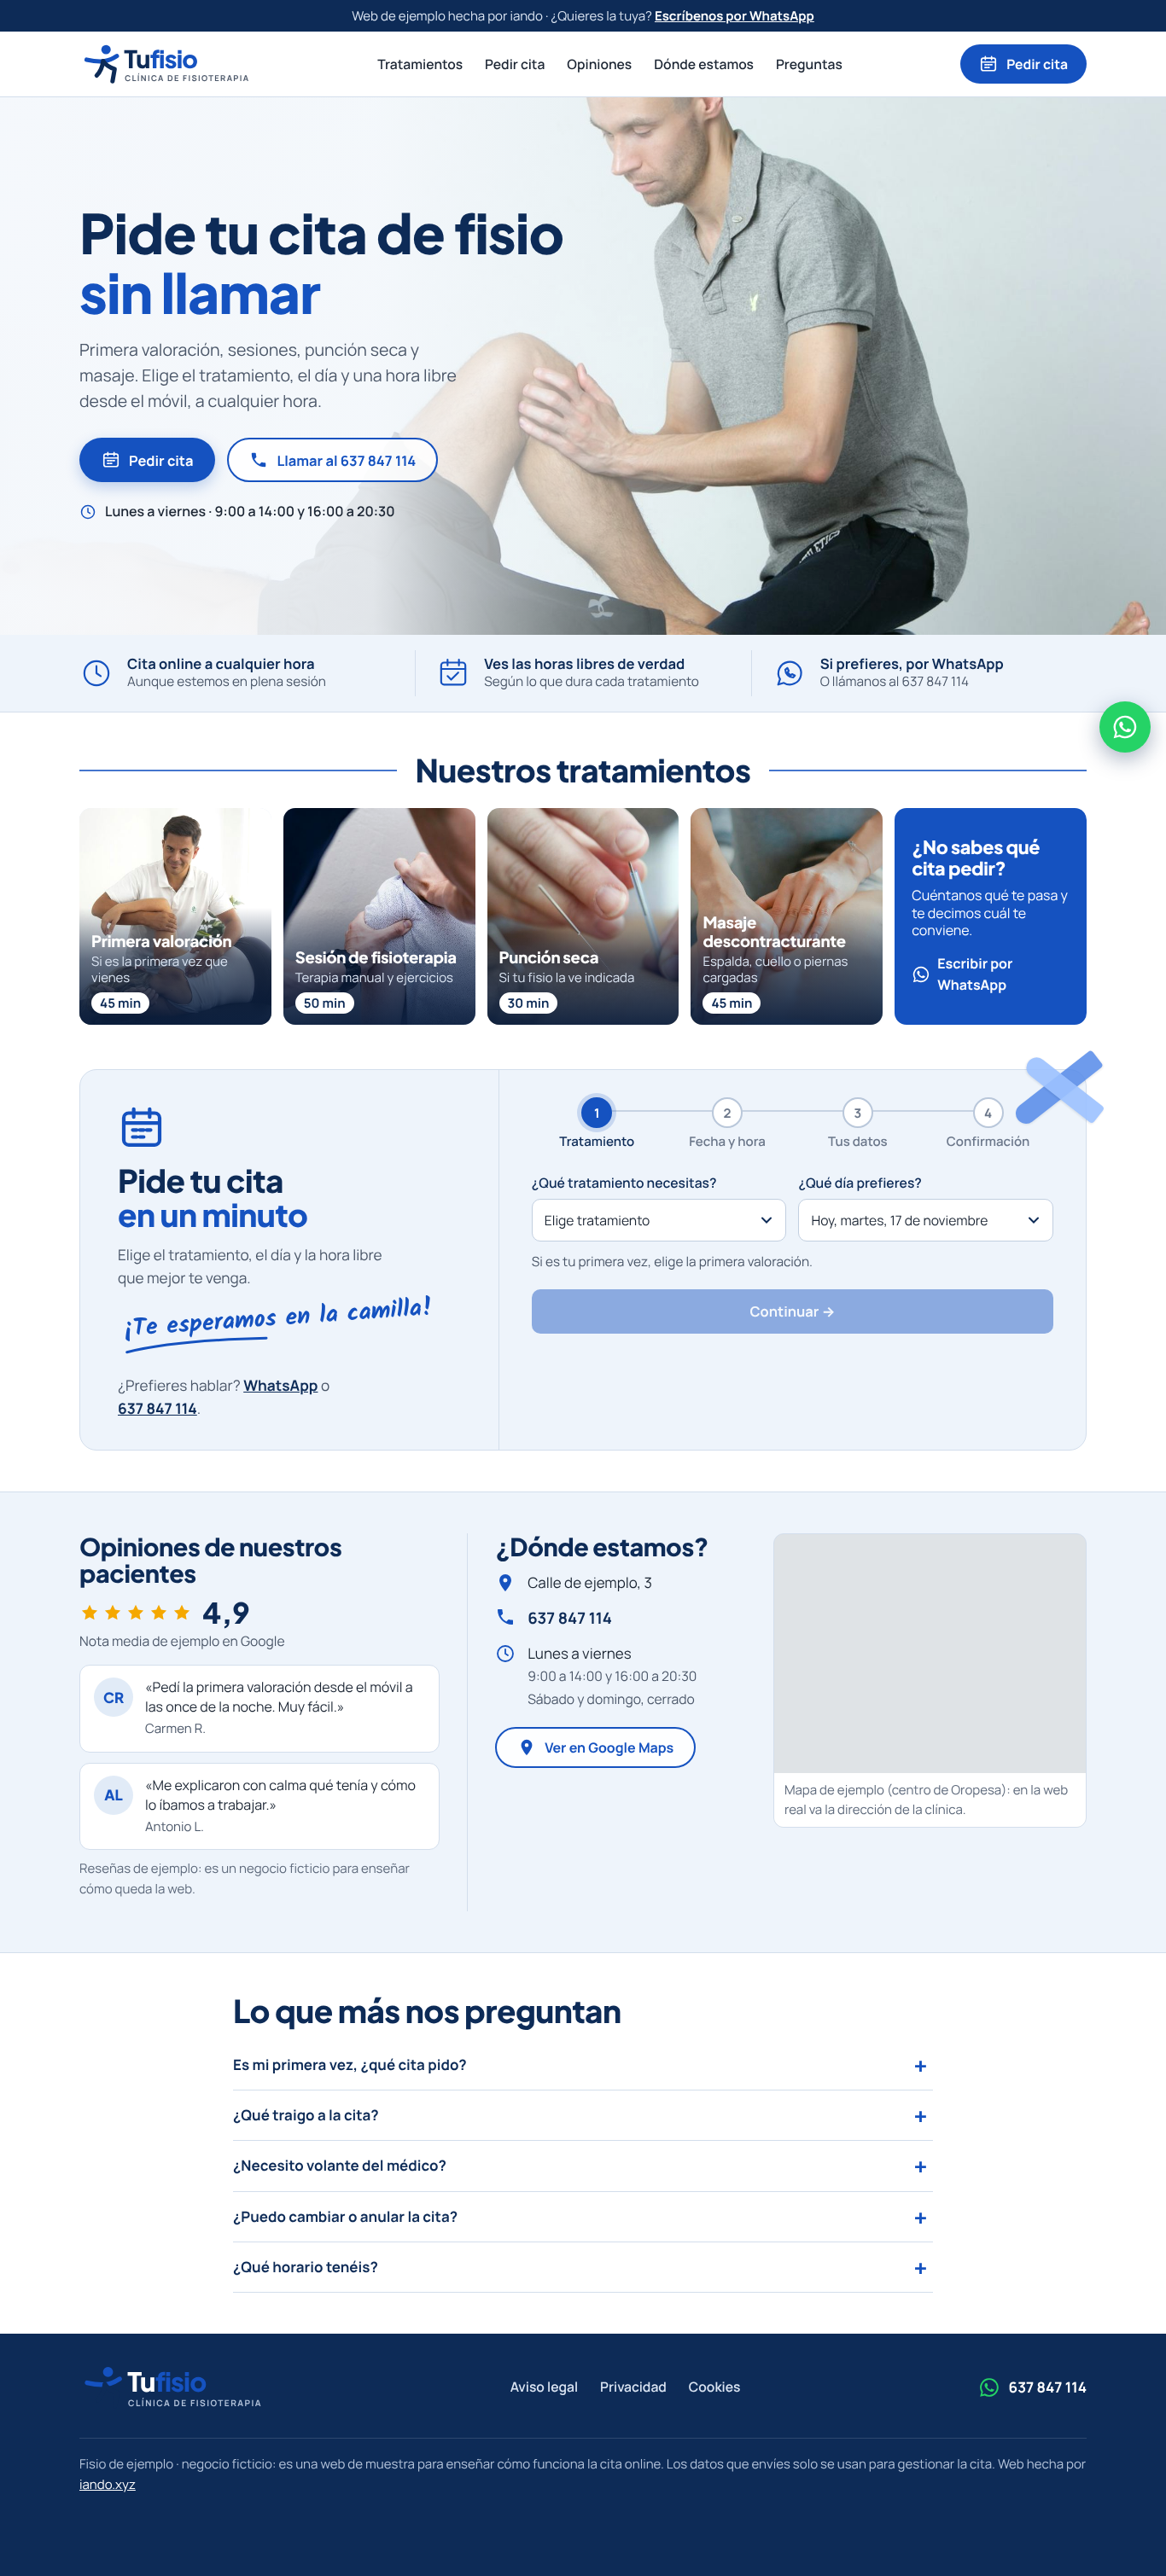 Web de ejemplo hecha por iando · ¿Quieres la tuya? Escríbenos por WhatsApp
Tufisio
CLÍNICA DE FISIOTERAPIA
Tratamientos
Pedir cita
Opiniones
Dónde estamos
Preguntas
Pedir cita
Pide tu cita de fisio
sin llamar
Primera valoración, sesiones, punción seca y
masaje. Elige el tratamiento, el día y una hora libre
desde el móvil, a cualquier hora.
Pedir cita
Llamar al 637 847 114
Lunes a viernes · 9:00 a 14:00 y 16:00 a 20:30
Cita online a cualquier hora
Aunque estemos en plena sesión
Ves las horas libres de verdad
Según lo que dura cada tratamiento
Si prefieres, por WhatsApp
O llámanos al 637 847 114
Nuestros tratamientos
Primera valoración
Si es la primera vez que
vienes
45 min
Sesión de fisioterapia
Terapia manual y ejercicios
50 min
Punción seca
Si tu fisio la ve indicada
30 min
Masaje
descontracturante
Espalda, cuello o piernas
cargadas
45 min
¿No sabes qué
cita pedir?
Cuéntanos qué te pasa y
te decimos cuál te
conviene.
Escribir por
WhatsApp
Pide tu cita
en un minuto
Elige el tratamiento, el día y la hora libre
que mejor te venga.
¡Te esperamos en la camilla!
¿Prefieres hablar? WhatsApp o
637 847 114.
1
2
3
4
Tratamiento
Fecha y hora
Tus datos
Confirmación
¿Qué tratamiento necesitas?
¿Qué día prefieres?
Elige tratamiento
Hoy, martes, 17 de noviembre
Si es tu primera vez, elige la primera valoración.
Continuar →
Opiniones de nuestros
pacientes
4,9
Nota media de ejemplo en Google
CR
«Pedí la primera valoración desde el móvil a
las once de la noche. Muy fácil.»
Carmen R.
AL
«Me explicaron con calma qué tenía y cómo
lo íbamos a trabajar.»
Antonio L.
Reseñas de ejemplo: es un negocio ficticio para enseñar
cómo queda la web.
¿Dónde estamos?
Calle de ejemplo, 3
637 847 114
Lunes a viernes
9:00 a 14:00 y 16:00 a 20:30
Sábado y domingo, cerrado
Ver en Google Maps
Mapa de ejemplo (centro de Oropesa): en la web
real va la dirección de la clínica.
Lo que más nos preguntan
Es mi primera vez, ¿qué cita pido?
¿Qué traigo a la cita?
¿Necesito volante del médico?
¿Puedo cambiar o anular la cita?
¿Qué horario tenéis?
Tufisio
CLÍNICA DE FISIOTERAPIA
Aviso legal
Privacidad
Cookies
637 847 114
Fisio de ejemplo · negocio ficticio: es una web de muestra para enseñar cómo funciona la cita online. Los datos que envíes solo se usan para gestionar la cita. Web hecha por
iando.xyz